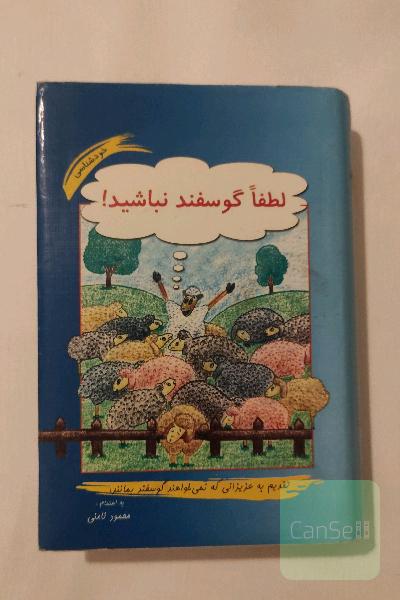 خودشناسی
لطفاً گوسفند نباشید!
تقدیم به عزیزانی که نمی‌خواهند گوسفند بمانند!
به اهتمام:
محمود نامنی
CanSell